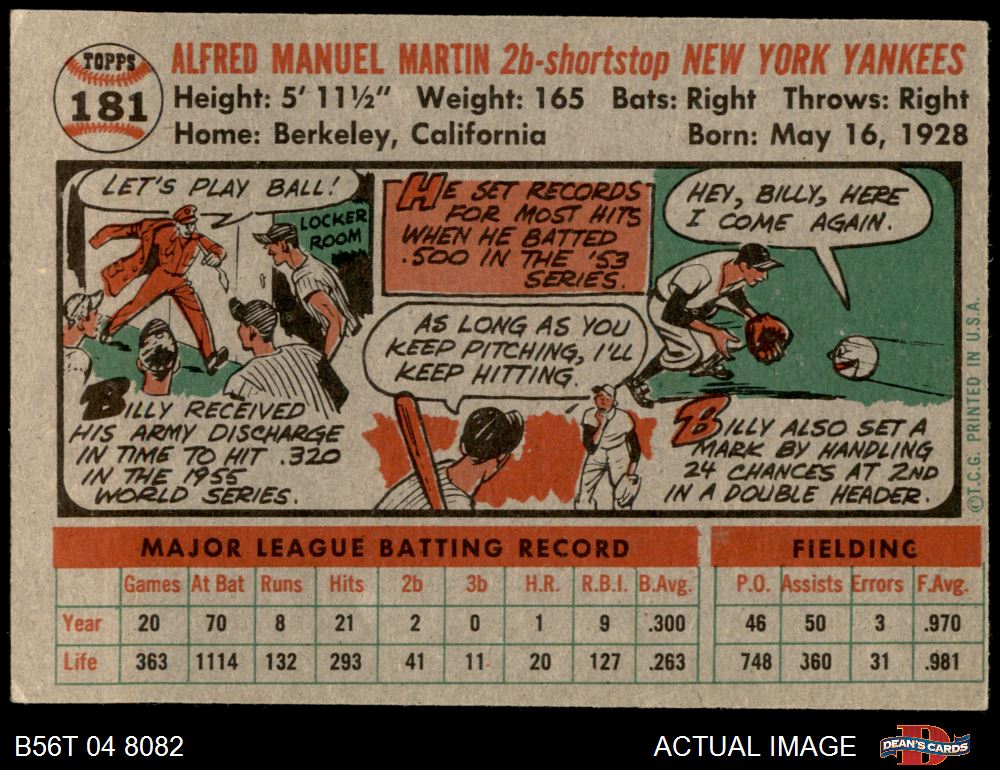 TOPPS
181
ALFRED MANUEL MARTIN 2b-shortstop NEW YORK YANKEES
Height: 5' 11½" Weight: 165 Bats: Right Throws: Right
Home: Berkeley, California Born: May 16, 1928
LET'S PLAY BALL!
LOCKER
ROOM
BILLY RECEIVED
HIS ARMY DISCHARGE
IN TIME TO HIT .320
IN THE 1955
WORLD SERIES.
HE SET RECORDS
FOR MOST HITS
WHEN HE BATTED
.500 IN THE '53
SERIES.
AS LONG AS YOU
KEEP PITCHING, I'LL
KEEP HITTING.
HEY, BILLY, HERE
I COME AGAIN.
BILLY ALSO SET A
MARK BY HANDLING
24 CHANCES AT 2ND
IN A DOUBLE HEADER.
©T.C.G. PRINTED IN U.S.A.
MAJOR LEAGUE BATTING RECORD FIELDING
Games At Bat Runs Hits 2b 3b H.R. R.B.I. B.Avg. P.O. Assists Errors F.Avg.
Year 20 70 8 21 2 0 1 9 .300 46 50 3 .970
Life 363 1114 132 293 41 11 20 127 .263 748 360 31 .981
B56T 04 8082
ACTUAL IMAGE
DEAN'S CARDS